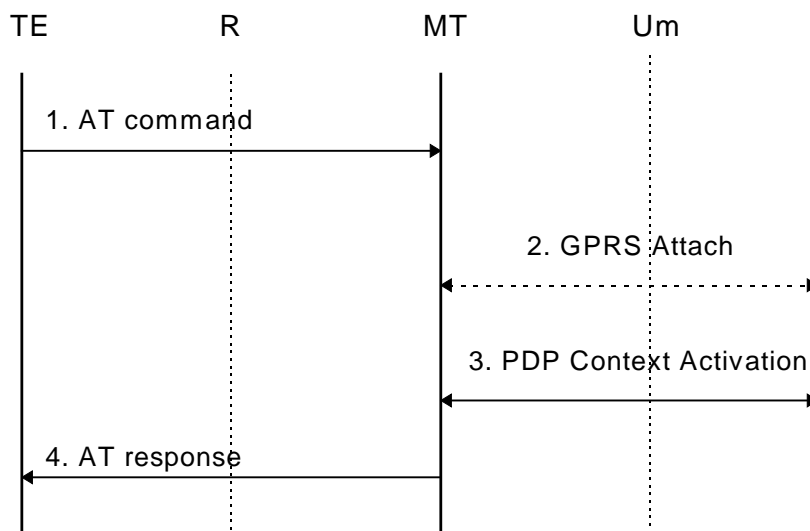 TE R MT Um
1. AT command
2. GPRS Attach
3. PDP Context Activation
4. AT response